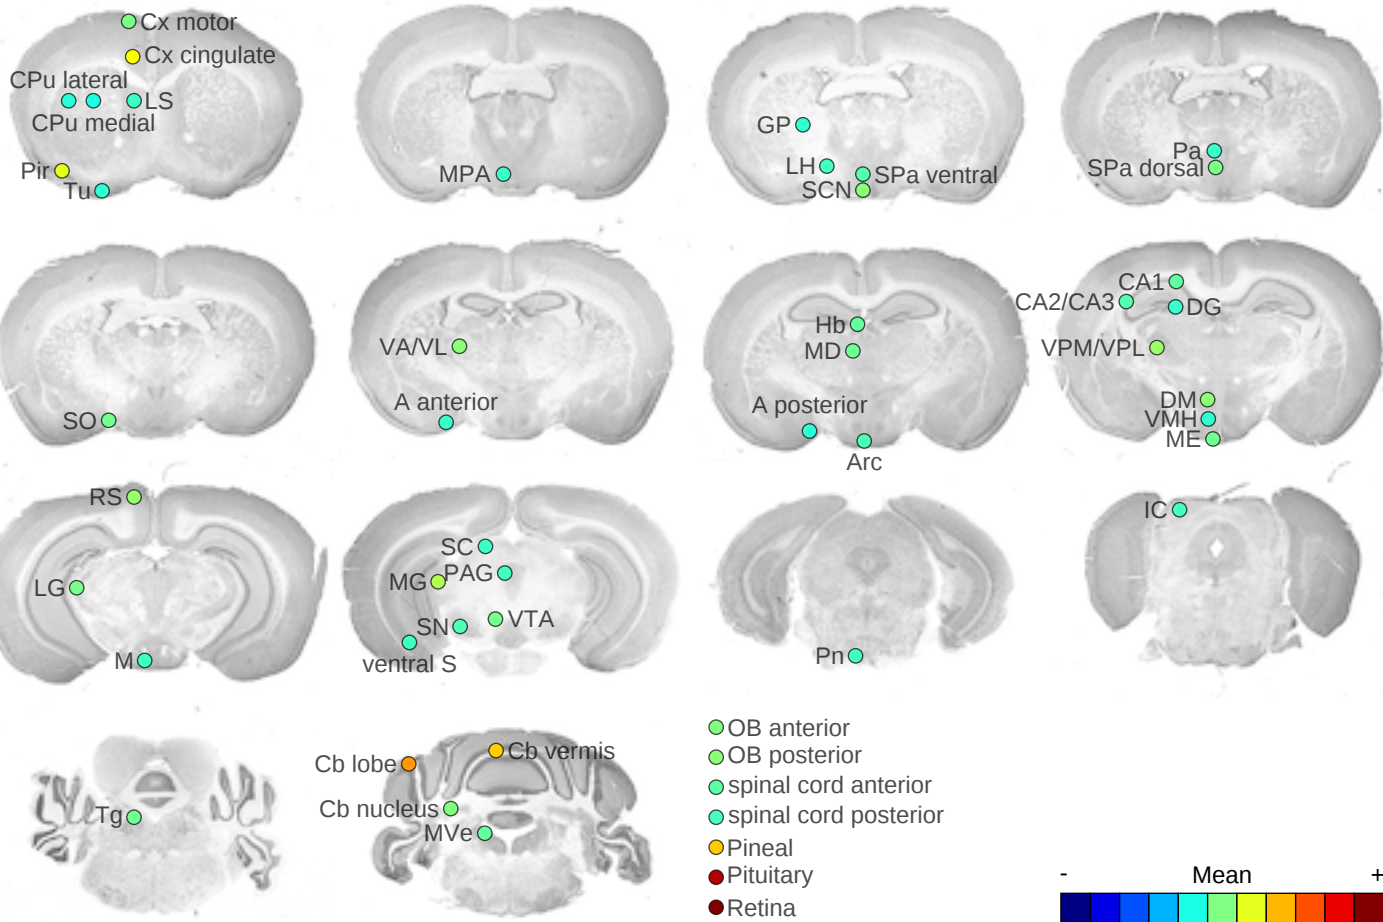 Cx motor
Cx cingulate
CPu lateral
LS
CPu medial
Pir
Tu
MPA
GP
LH
SPa ventral
SCN
Pa
SPa dorsal
SO
VA/VL
A anterior
Hb
MD
A posterior
Arc
CA1
CA2/CA3
DG
VPM/VPL
DM
VMH
ME
RS
LG
M
SC
PAG
MG
VTA
SN
ventral S
Pn
IC
Tg
Cb vermis
Cb lobe
Cb nucleus
MVe
OB anterior
OB posterior
spinal cord anterior
spinal cord posterior
Pineal
Pituitary
Retina
- Mean +